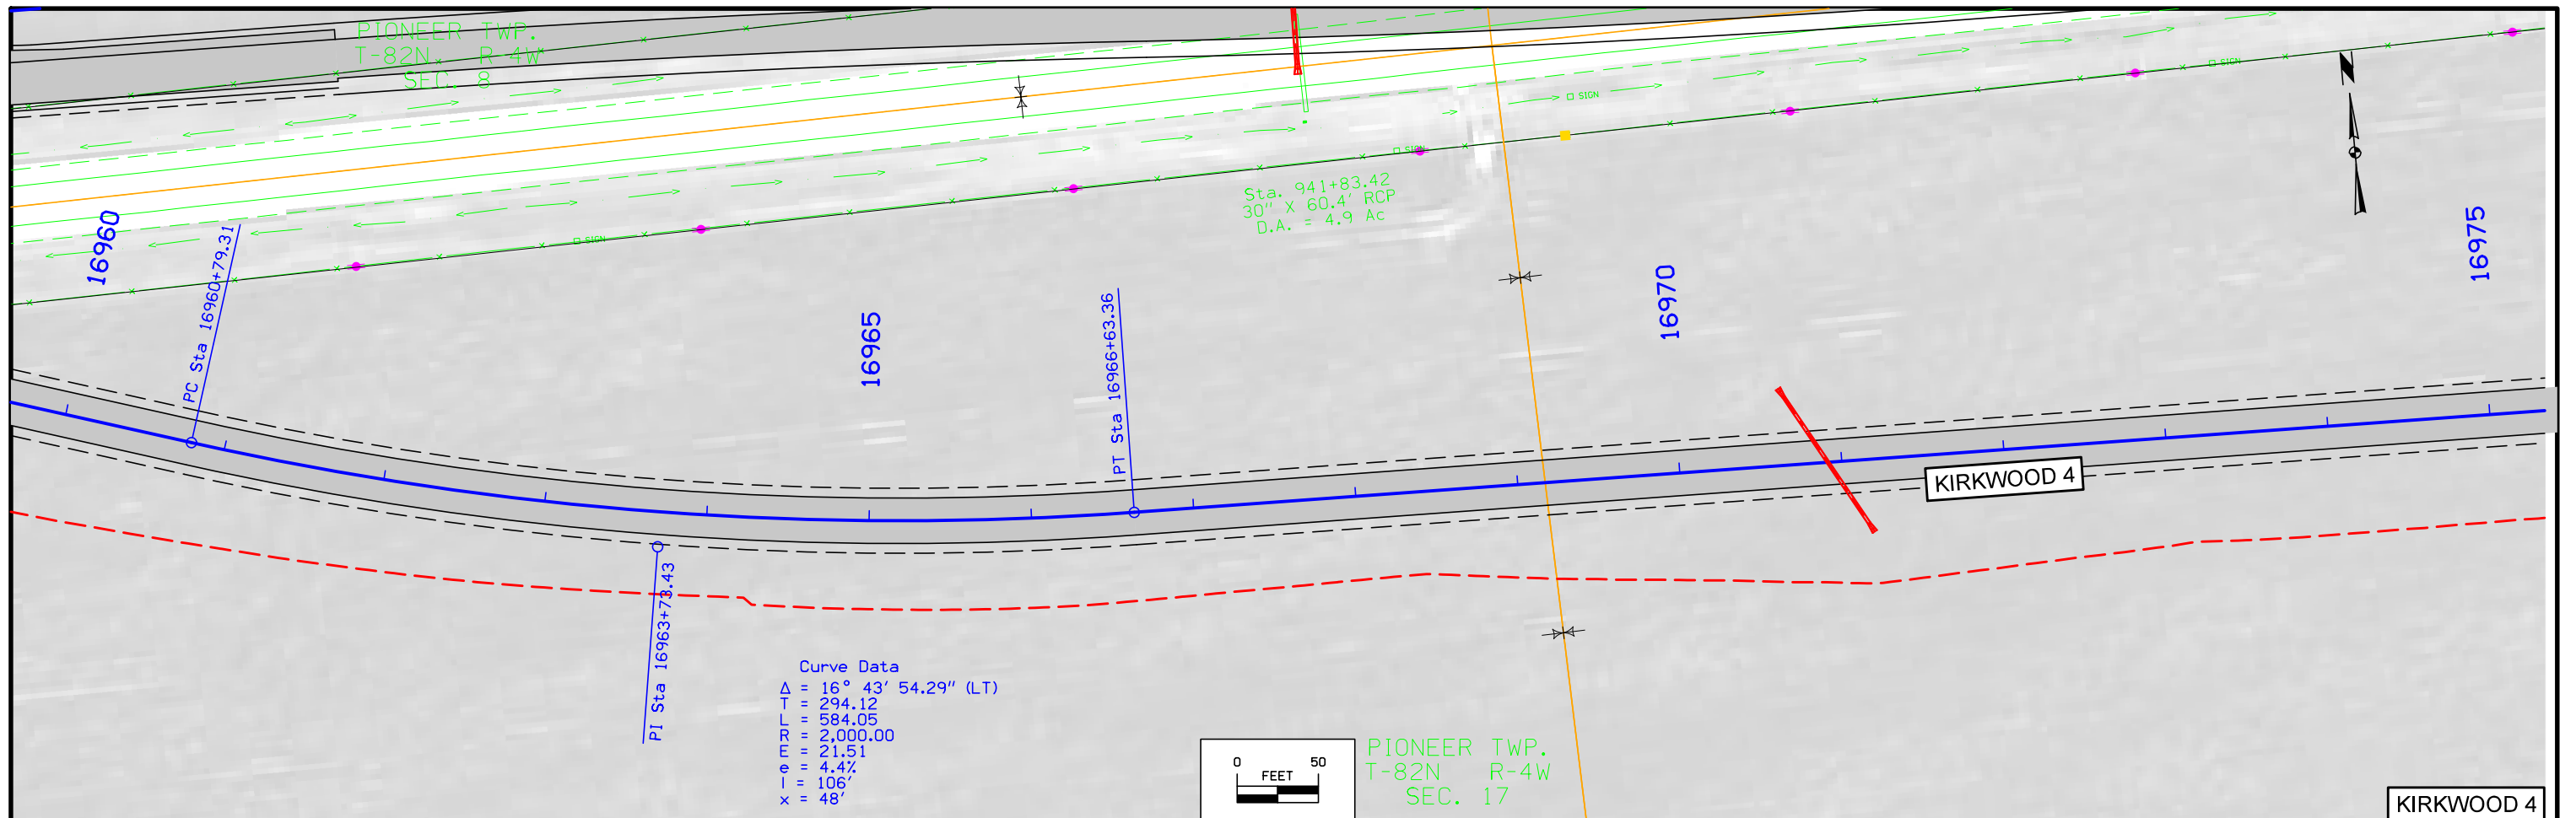 PIONEER TWP.
T-82N R-4W
SEC. 8
SIGN
SIGN
SIGN
SIGN
Sta. 941+83.42
30" X 60.4' RCP
D.A. = 4.9 Ac
16960
PC Sta 16960+79.31
16965
PT Sta 16966+63.36
16970
16975
KIRKWOOD 4
PI Sta 16963+73.43
Curve Data
Δ = 16° 43' 54.29" (LT)
T = 294.12
L = 584.05
R = 2,000.00
E = 21.51
e = 4.4%
l = 106'
x = 48'
0 50
FEET
PIONEER TWP.
T-82N R-4W
SEC. 17
KIRKWOOD 4